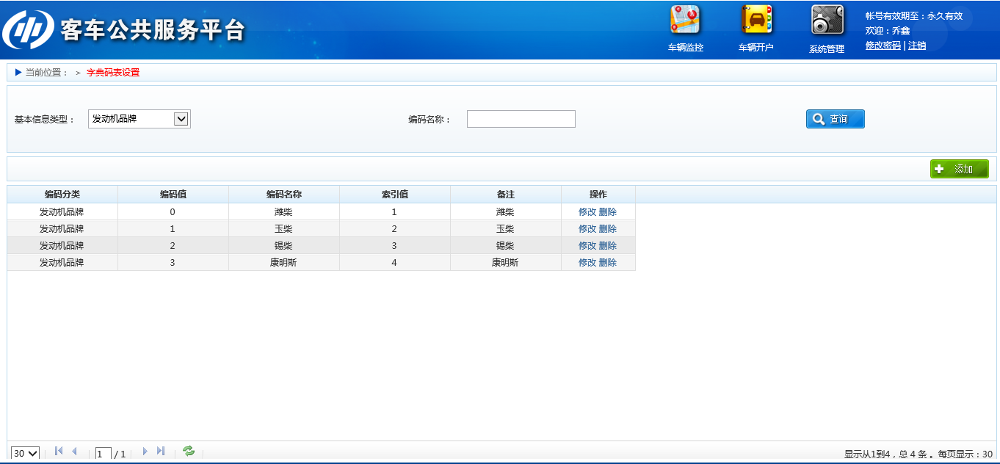 客车公共服务平台
车辆监控
车辆开户
系统管理
帐号有效期至：永久有效
欢迎：乔鑫
修改密码 | 注销
当前位置： > 字典码表设置
基本信息类型： 发动机品牌 编码名称： 查询
添加
编码分类 编码值 编码名称 索引值 备注 操作
发动机品牌 0 潍柴 1 潍柴 修改 删除
发动机品牌 1 玉柴 2 玉柴 修改 删除
发动机品牌 2 锡柴 3 锡柴 修改 删除
发动机品牌 3 康明斯 4 康明斯 修改 删除
30 1 / 1 显示从1到4，总 4 条 。每页显示：30